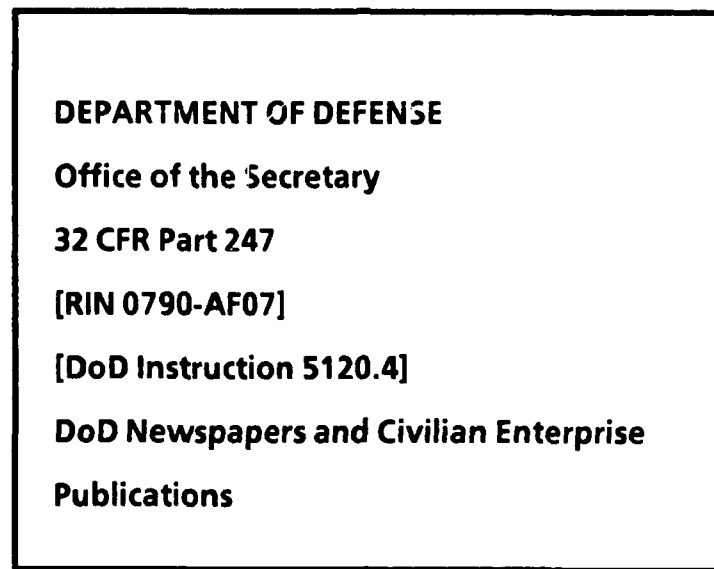 DEPARTMENT OF DEFENSE
Office of the Secretary
32 CFR Part 247
[RIN 0790-AF07]
[DoD Instruction 5120.4]
DoD Newspapers and Civilian Enterprise
Publications